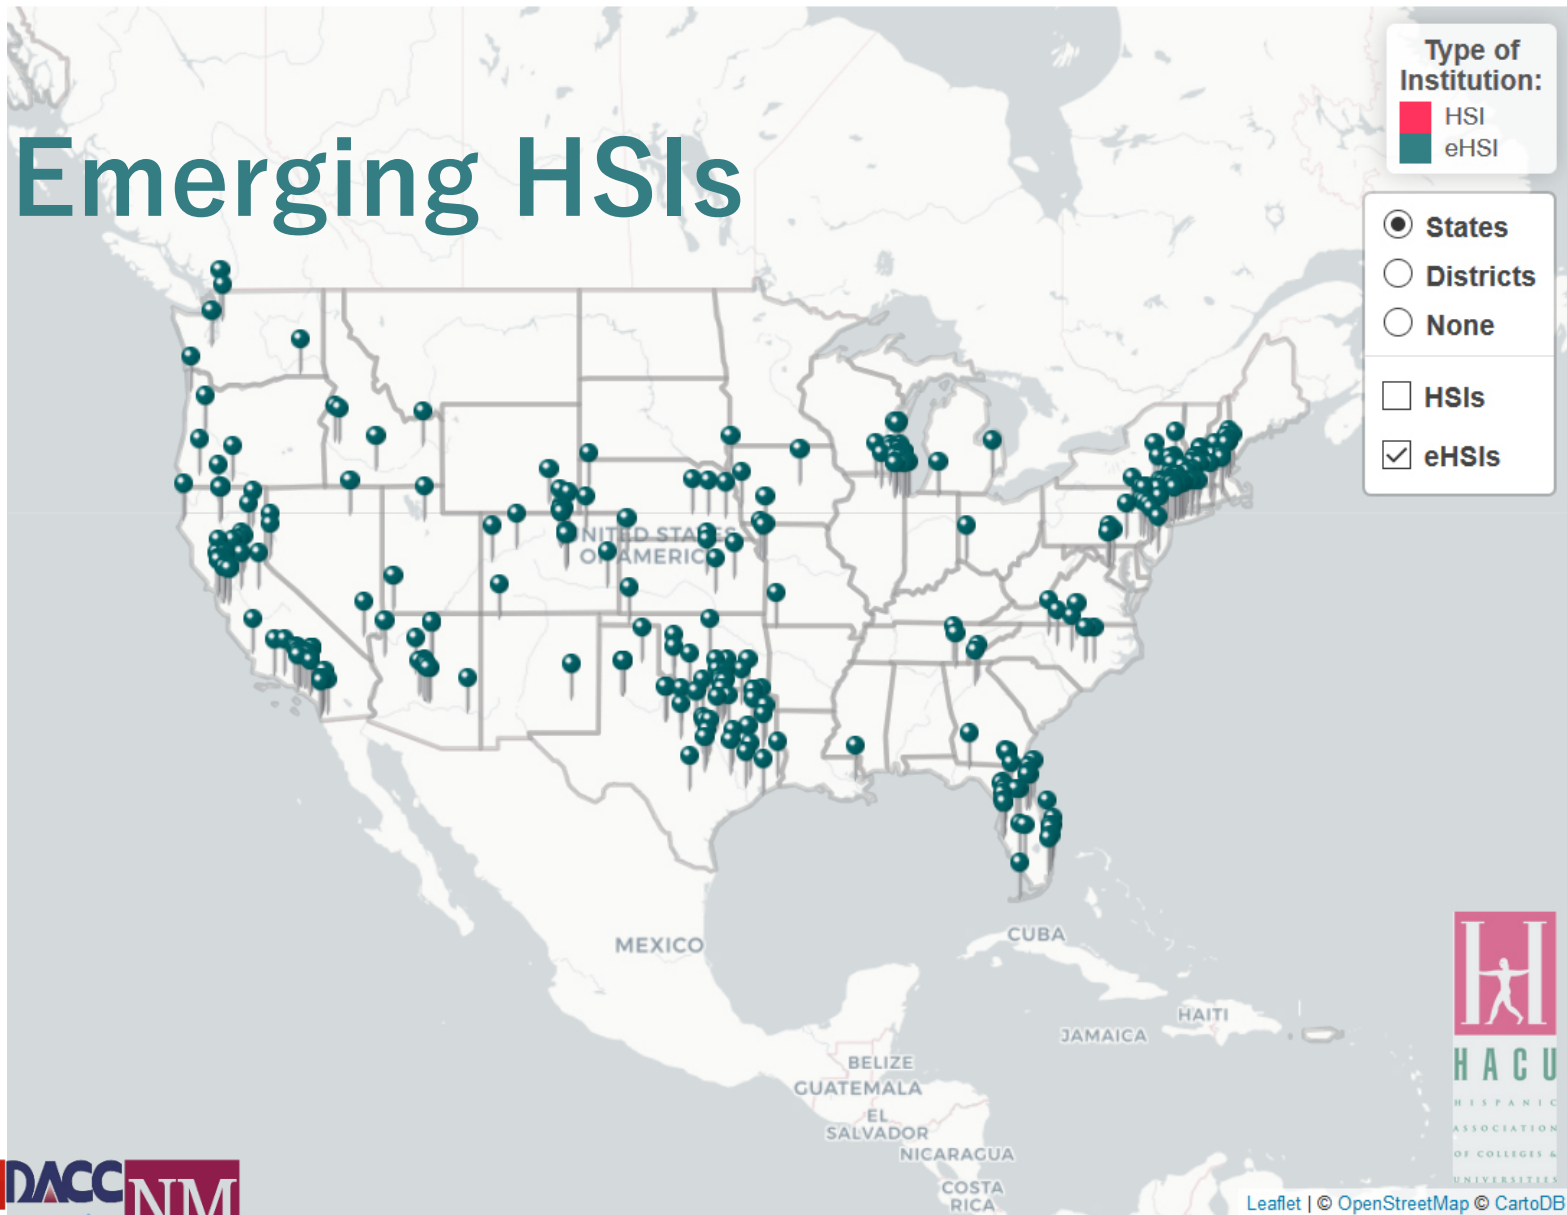 Emerging HSIs
Type of
Institution:
HSI
eHSI
States
Districts
None
HSIs
eHSIs
UNITED STATES
OF AMERICA
MEXICO
CUBA
HAITI
JAMAICA
BELIZE
GUATEMALA
EL
SALVADOR
NICARAGUA
COSTA
RICA
H
HACU
HISPANIC
ASSOCIATION
OF COLLEGES &
UNIVERSITIES
DACC NM
Leaflet | © OpenStreetMap © CartoDB